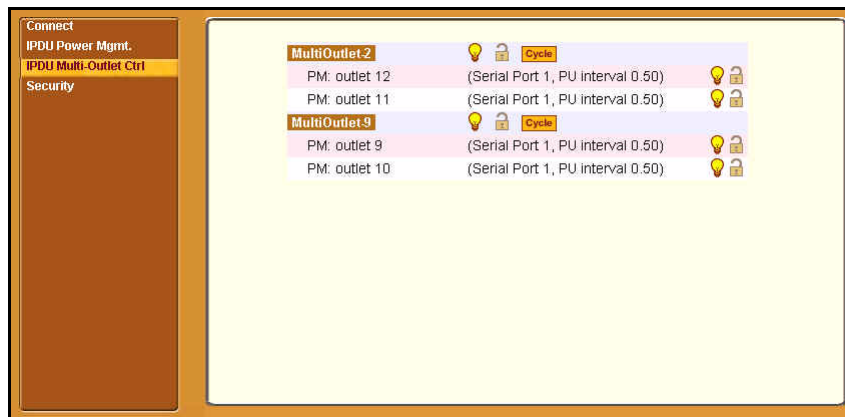 Connect
IPDU Power Mgmt.
IPDU Multi-Outlet Ctrl
Security
MultiOutlet-2 Cycle
PM: outlet 12 (Serial Port 1, PU interval 0.50)
PM: outlet 11 (Serial Port 1, PU interval 0.50)
MultiOutlet-9 Cycle
PM: outlet 9 (Serial Port 1, PU interval 0.50)
PM: outlet 10 (Serial Port 1, PU interval 0.50)